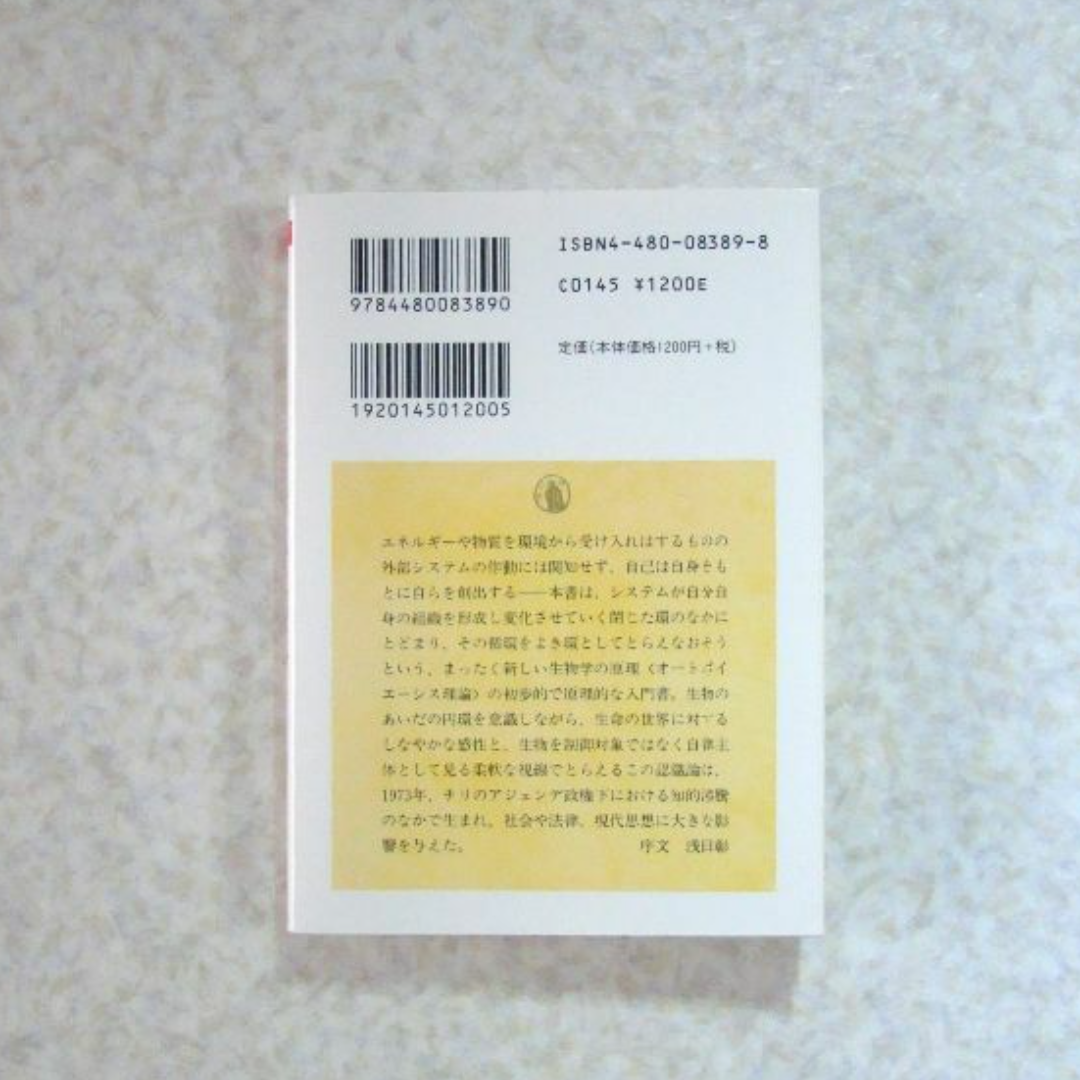 9784480083890
ISBN4-480-08389-8
C0145 ¥1200E
1920145012005
定価(本体価格1200円+税)
エネルギーや物質を環境から受け入れはするものの
外部システムの作動には関知せず、自己は自身をも
とに自らを創出する――本書は、システムが自分自
身の組織を形成し変化させていく閉じた環のなかに
とどまり、その循環をよき環としてとらえなおそう
という、まったく新しい生物学の原理〈オートポイ
エーシス理論〉の初歩的で原理的な入門書。生物の
あいだの円環を意識しながら、生命の世界に対する
しなやかな感性と、生物を制御対象ではなく自律主
体として見る柔軟な視線でとらえるこの認識論は、
1973年、チリのアジェンデ政権下における知的沸騰
のなかで生まれ、社会や法律、現代思想に大きな影
響を与えた。 序文 浅田彰